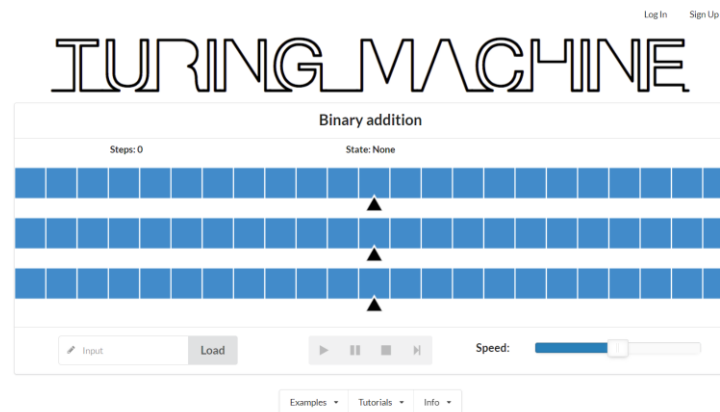 Log In Sign Up
TURING MACHINE
Binary addition
Steps: 0 State: None
Input Load Speed:
Examples Tutorials Info